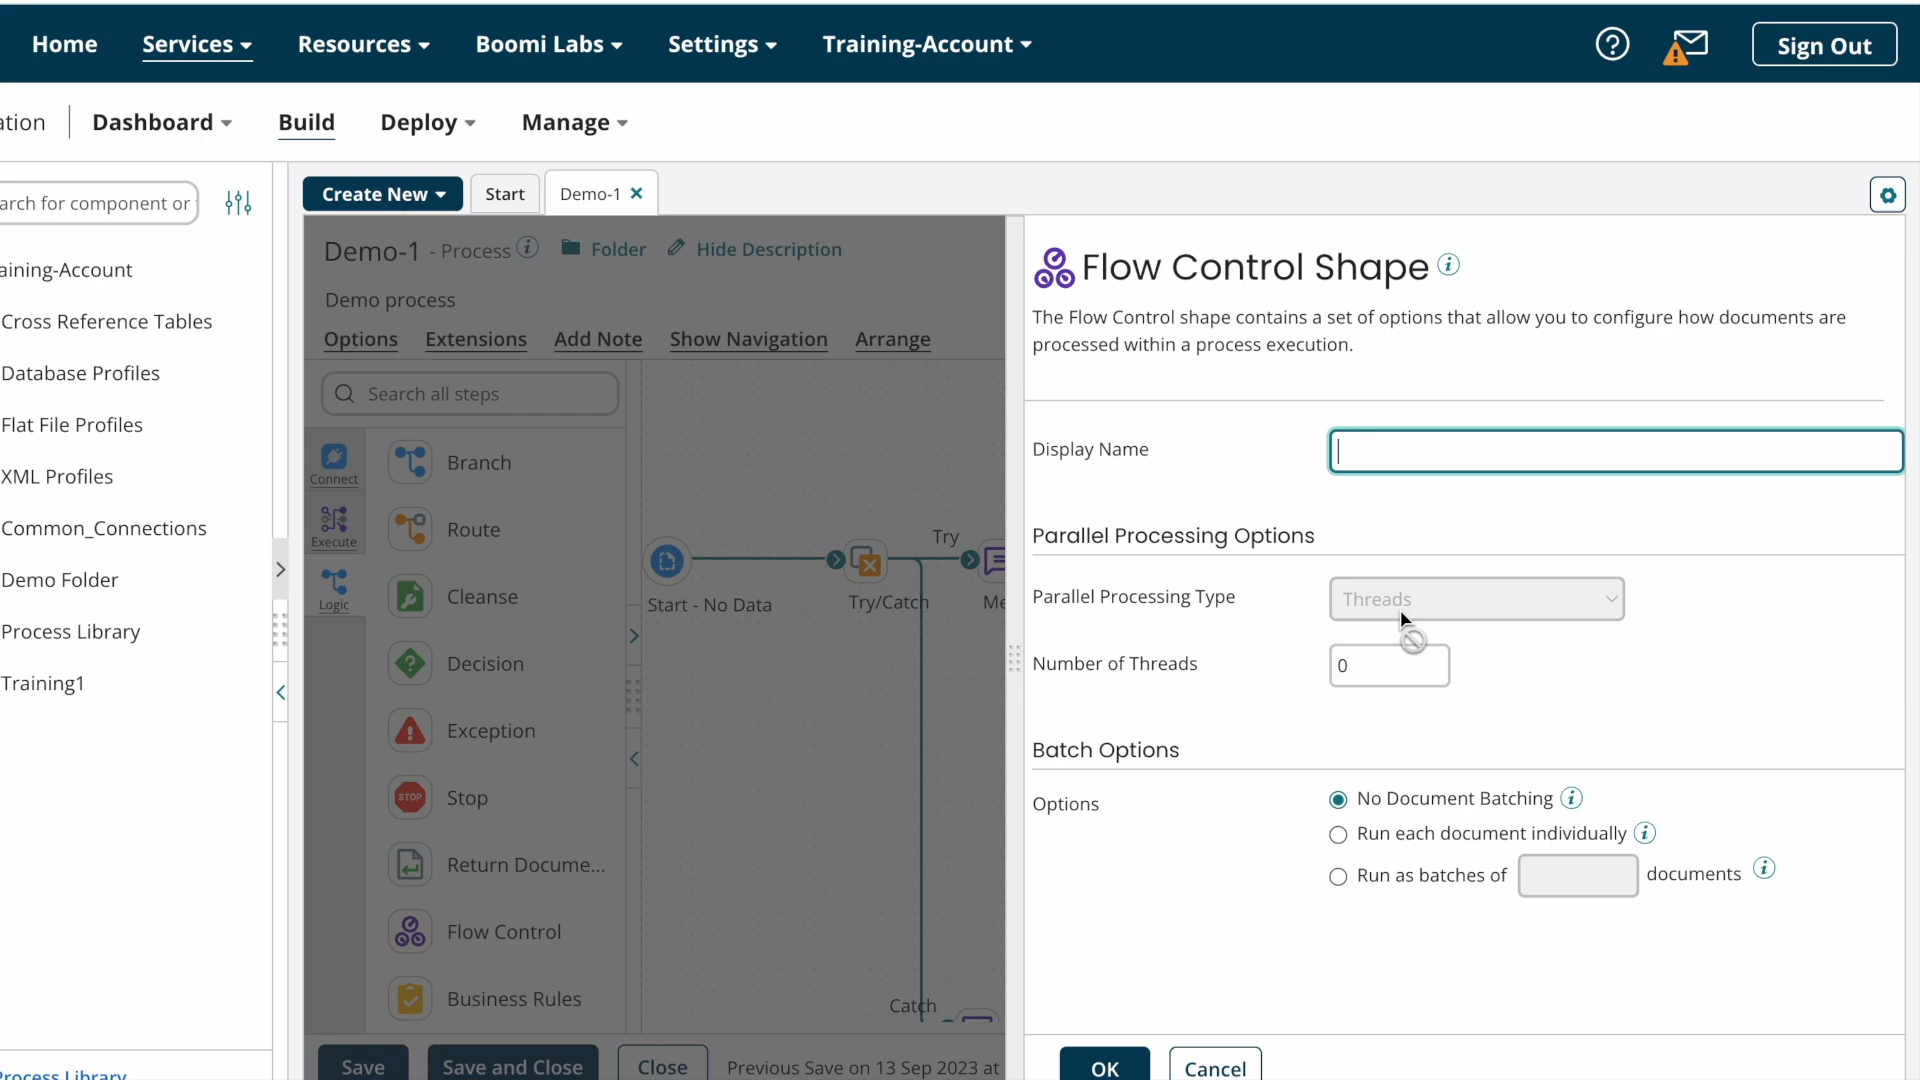 Home Services Resources Boomi Labs Settings Training-Account Sign Out
ation Dashboard Build Deploy Manage
arch for component or
aining-Account
Cross Reference Tables
Database Profiles
Flat File Profiles
XML Profiles
Common_Connections
Demo Folder
Process Library
Training1
Process Library
Create New Start Demo-1
Demo-1 - Process Folder Hide Description
Demo process
Options Extensions Add Note Show Navigation Arrange
Search all steps
Connect
Execute
Logic
Branch
Route
Cleanse
Decision
Exception
STOP Stop
Return Docume...
Flow Control
Business Rules
Start - No Data
Try/Catch
Try
Me
Catch
Save Save and Close Close Previous Save on 13 Sep 2023 at
Flow Control Shape
The Flow Control shape contains a set of options that allow you to configure how documents are
processed within a process execution.
Display Name
Parallel Processing Options
Parallel Processing Type Threads
Number of Threads 0
Batch Options
Options No Document Batching
Run each document individually
Run as batches of documents
OK Cancel